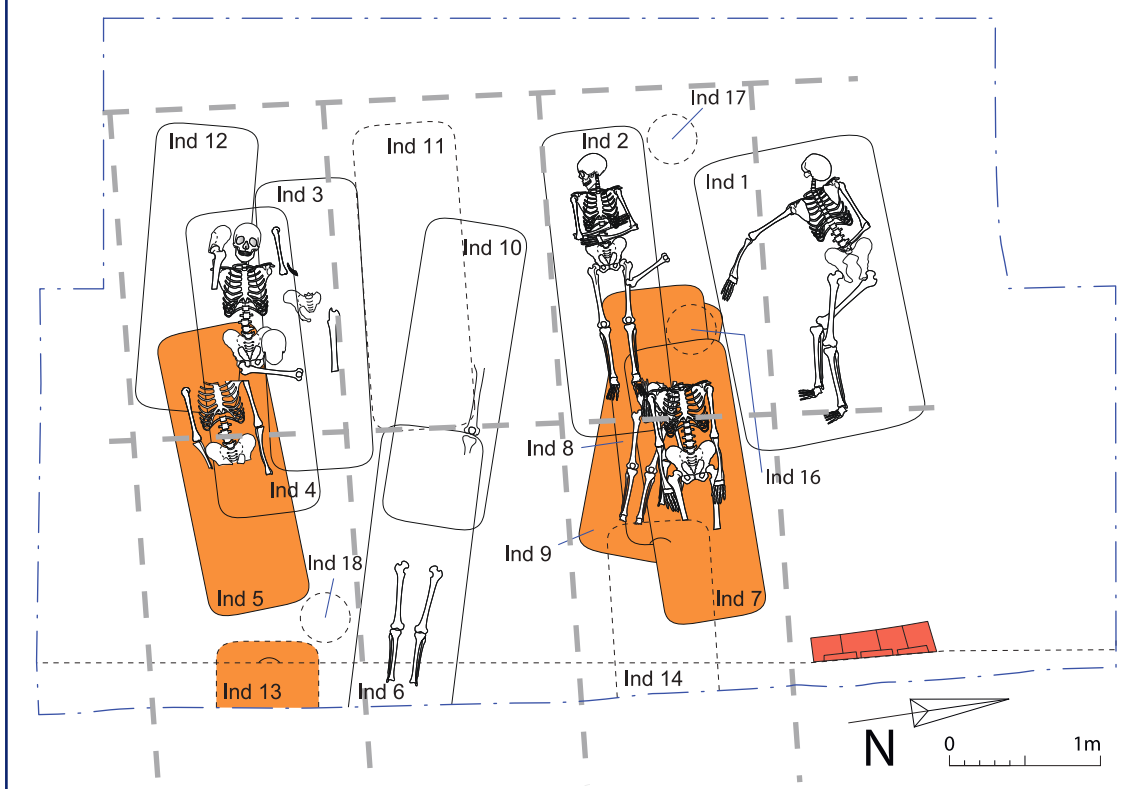 Ind 17
Ind 12
Ind 11
Ind 2
Ind 1
Ind 3
Ind 10
Ind 8
Ind 16
Ind 4
Ind 9
Ind 18
Ind 5
Ind 7
Ind 13
Ind 6
Ind 14
N
0
1m